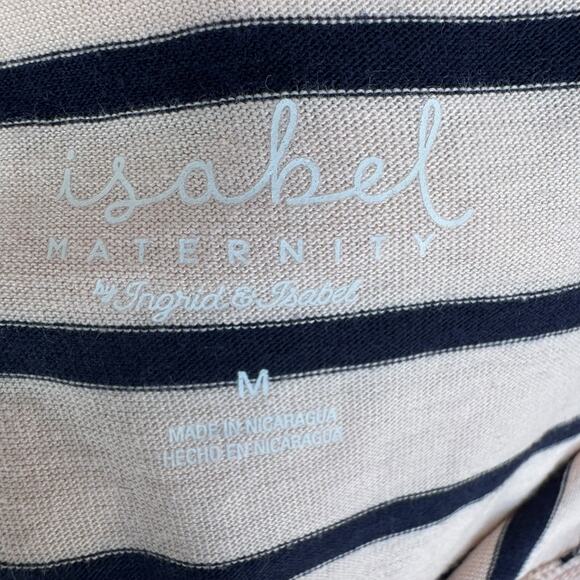 isabel
MATERNITY
by Ingrid & Isabel
M
MADE IN NICARAGUA
HECHO EN NICARAGUA